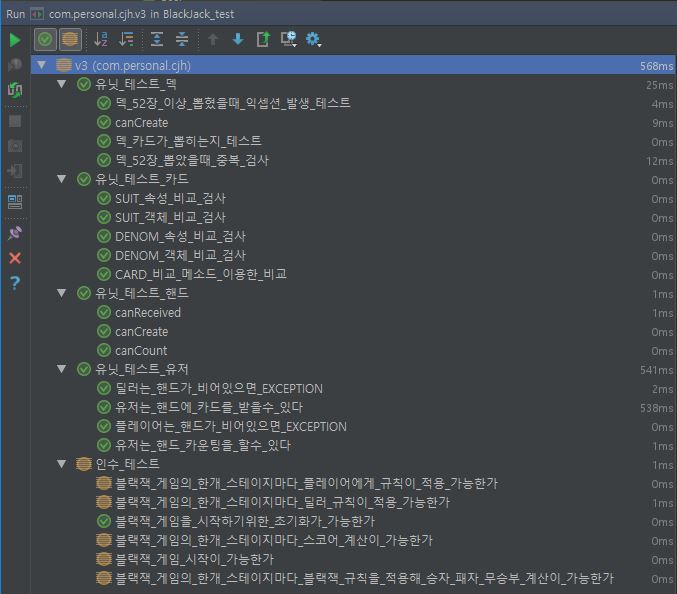 Run com.personal.cjh.v3 in BlackJack_test
v3 (com.personal.cjh) 568ms
유닛_테스트_덱 25ms
덱_52장_이상_뽑혔을때_익셉션_발생_테스트 4ms
canCreate 9ms
덱_카드가_뽑히는지_테스트 0ms
덱_52장_뽑았을때_중복_검사 12ms
유닛_테스트_카드 0ms
SUIT_속성_비교_검사 0ms
SUIT_객체_비교_검사 0ms
DENOM_속성_비교_검사 0ms
DENOM_객체_비교_검사 0ms
CARD_비교_메소드_이용한_비교 0ms
유닛_테스트_핸드 1ms
canReceived 1ms
canCreate 0ms
canCount 0ms
유닛_테스트_유저 541ms
딜러는_핸드가_비어있으면_EXCEPTION 2ms
유저는_핸드에_카드를_받을수_있다 538ms
플레이어는_핸드가_비어있으면_EXCEPTION 0ms
유저는_핸드_카운팅을_할수_있다 1ms
인수_테스트 1ms
블랙잭_게임의_한개_스테이지마다_플레이어에게_규칙이_적용_가능한가 0ms
블랙잭_게임의_한개_스테이지마다_딜러_규칙이_적용_가능한가 1ms
블랙잭_게임을_시작하기위한_초기화가_가능한가 0ms
블랙잭_게임의_한개_스테이지마다_스코어_계산이_가능한가 0ms
블랙잭_게임_시작이_가능한가 0ms
블랙잭_게임의_한개_스테이지마다_블랙잭_규칙을_적용해_승자_패자_무승부_계산이_가능한가 0ms